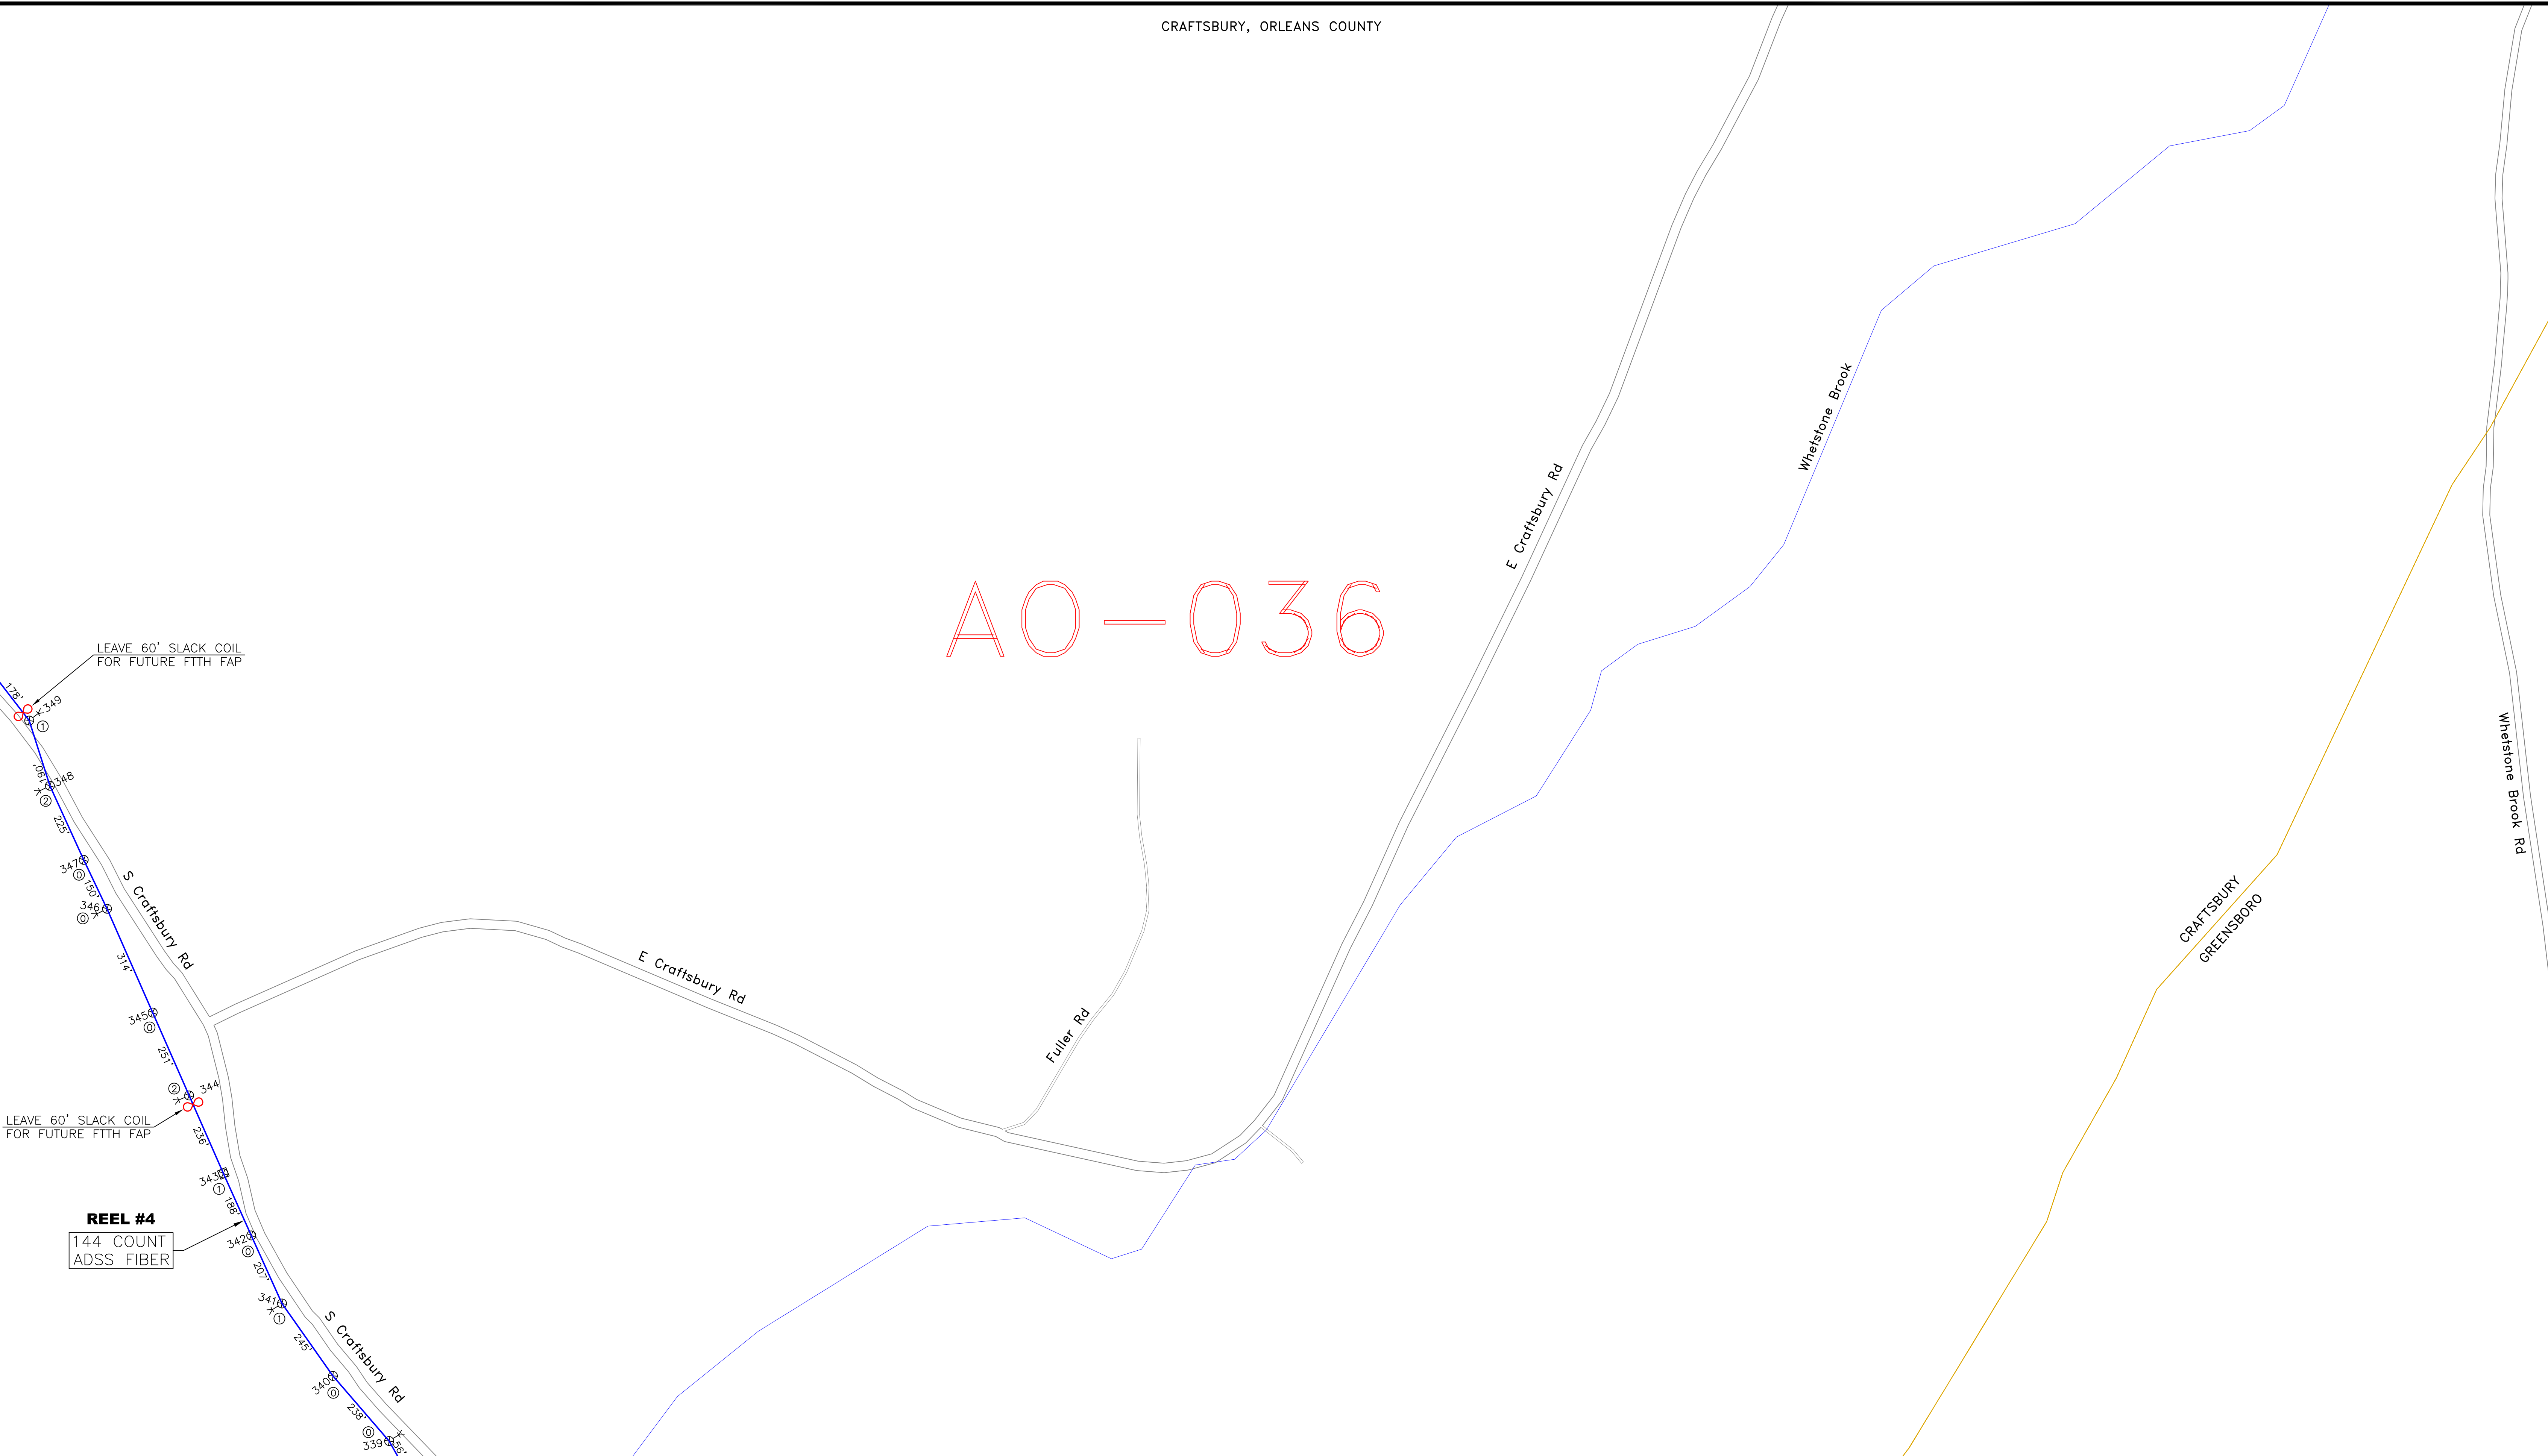 CRAFTSBURY, ORLEANS COUNTY
Whetstone Brook
E Craftsbury Rd
AO-036
LEAVE 60' SLACK COIL
FOR FUTURE FTTH FAP
178'
349
1
190'
348
2
225'
347
0
150'
346
0
S Craftsbury Rd
314'
345
0
251'
2
344
LEAVE 60' SLACK COIL
FOR FUTURE FTTH FAP
236'
343
1
188'
REEL #4
144 COUNT
ADSS FIBER
342
0
207'
341
1
245'
S Craftsbury Rd
340
0
238'
0
339
E Craftsbury Rd
Fuller Rd
CRAFTSBURY
GREENSBORO
Whetstone Brook Rd